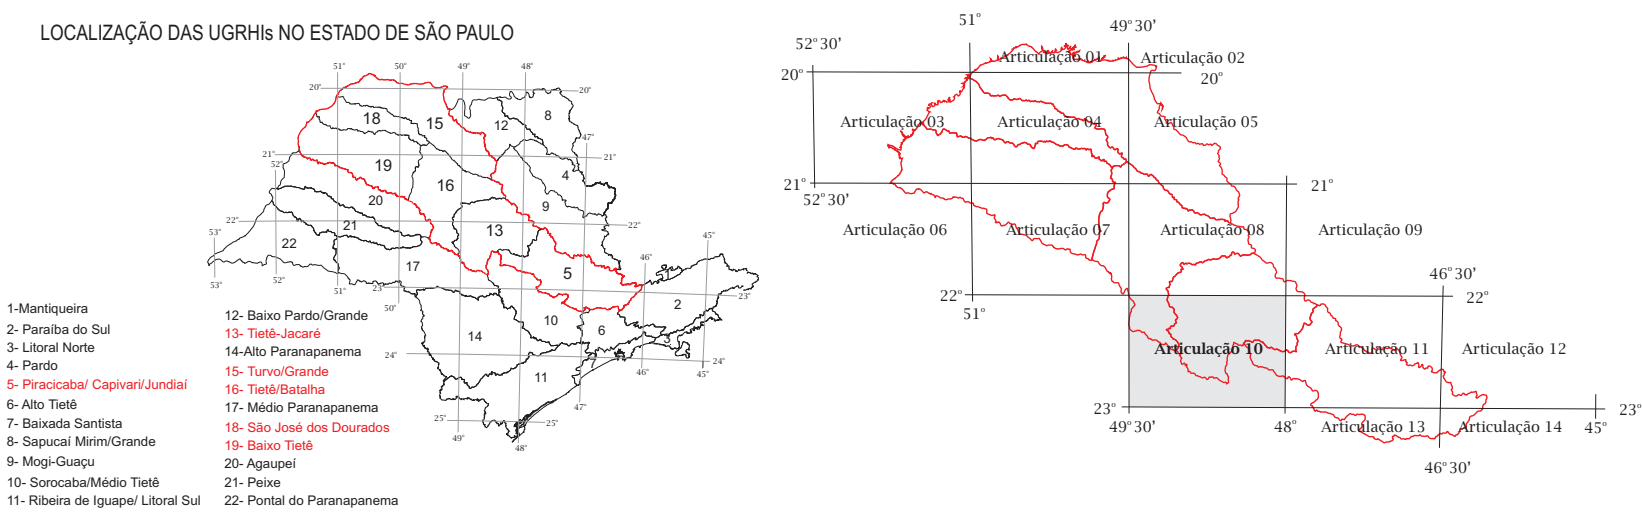 LOCALIZAÇÃO DAS UGRHIs NO ESTADO DE SÃO PAULO
51°
50°
49°
48°
20°
20°
18
15
12
8
47°
21°
52°
21°
19
16
4
20
9
22°
21
13
22°
53°
22
45°
17
5
46°
1
53°
52°
51°
23
2
23°
50°
10
6
3
14
24°
7
24°
46°
45°
11
47°
25°
25°
49°
48°
1-Mantiqueira
2- Paraíba do Sul
3- Litoral Norte
4- Pardo
5- Piracicaba/ Capivari/Jundiaí
6- Alto Tietê
7- Baixada Santista
8- Sapucaí Mirim/Grande
9- Mogi-Guaçu
10- Sorocaba/Médio Tietê
11- Ribeira de Iguape/ Litoral Sul
12- Baixo Pardo/Grande
13- Tietê-Jacaré
14-Alto Paranapanema
15- Turvo/Grande
16- Tietê/Batalha
17- Médio Paranapanema
18- São José dos Dourados
19- Baixo Tietê
20- Agaupeí
21- Peixe
22- Pontal do Paranapanema
51°
49°30'
52°30'
Articulação 01
Articulação 02
20°
20°
Articulação 03
Articulação 04
Articulação 05
21°
21°
52°30'
Articulação 06
Articulação 07
Articulação 08
Articulação 09
46°30'
22°
22°
51°
Articulação 10
Articulação 11
Articulação 12
23°
23°
49°30'
48°
Articulação 13
Articulação 14
45°
46°30'